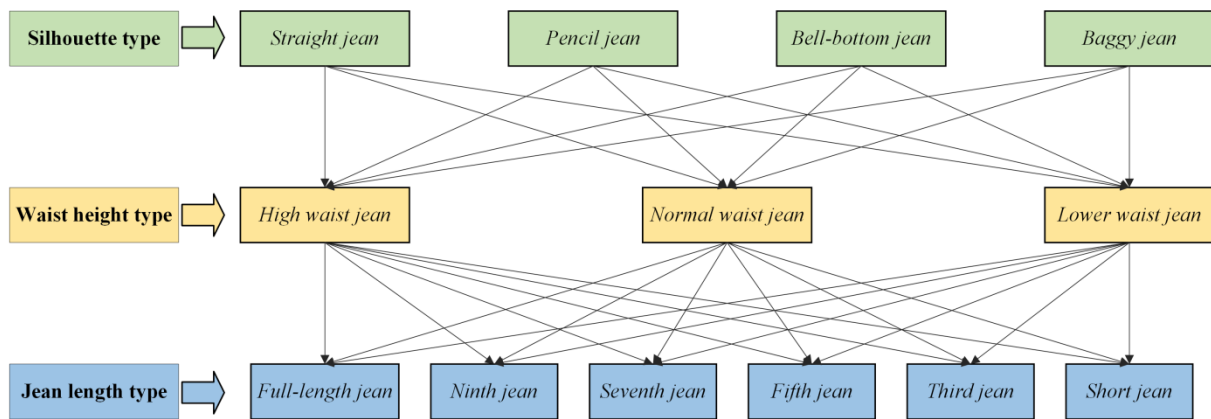 Silhouette type
Straight jean
Pencil jean
Bell-bottom jean
Baggy jean
Waist height type
High waist jean
Normal waist jean
Lower waist jean
Jean length type
Full-length jean
Ninth jean
Seventh jean
Fifth jean
Third jean
Short jean